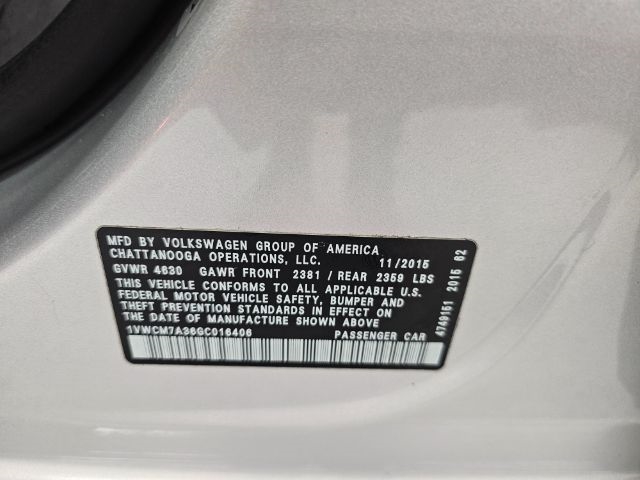 MFD BY VOLKSWAGEN GROUP OF AMERICA
CHATTANOOGA OPERATIONS, LLC. 11/2015
GVWR 4630 GAWR FRONT 2381 / REAR 2359 LBS
THIS VEHICLE CONFORMS TO ALL APPLICABLE U.S.
FEDERAL MOTOR VEHICLE SAFETY, BUMPER AND
THEFT PREVENTION STANDARDS IN EFFECT ON
THE DATE OF MANUFACTURE SHOWN ABOVE
1VWCM7A36GC016406 PASSENGER CAR
4749151 2015 62